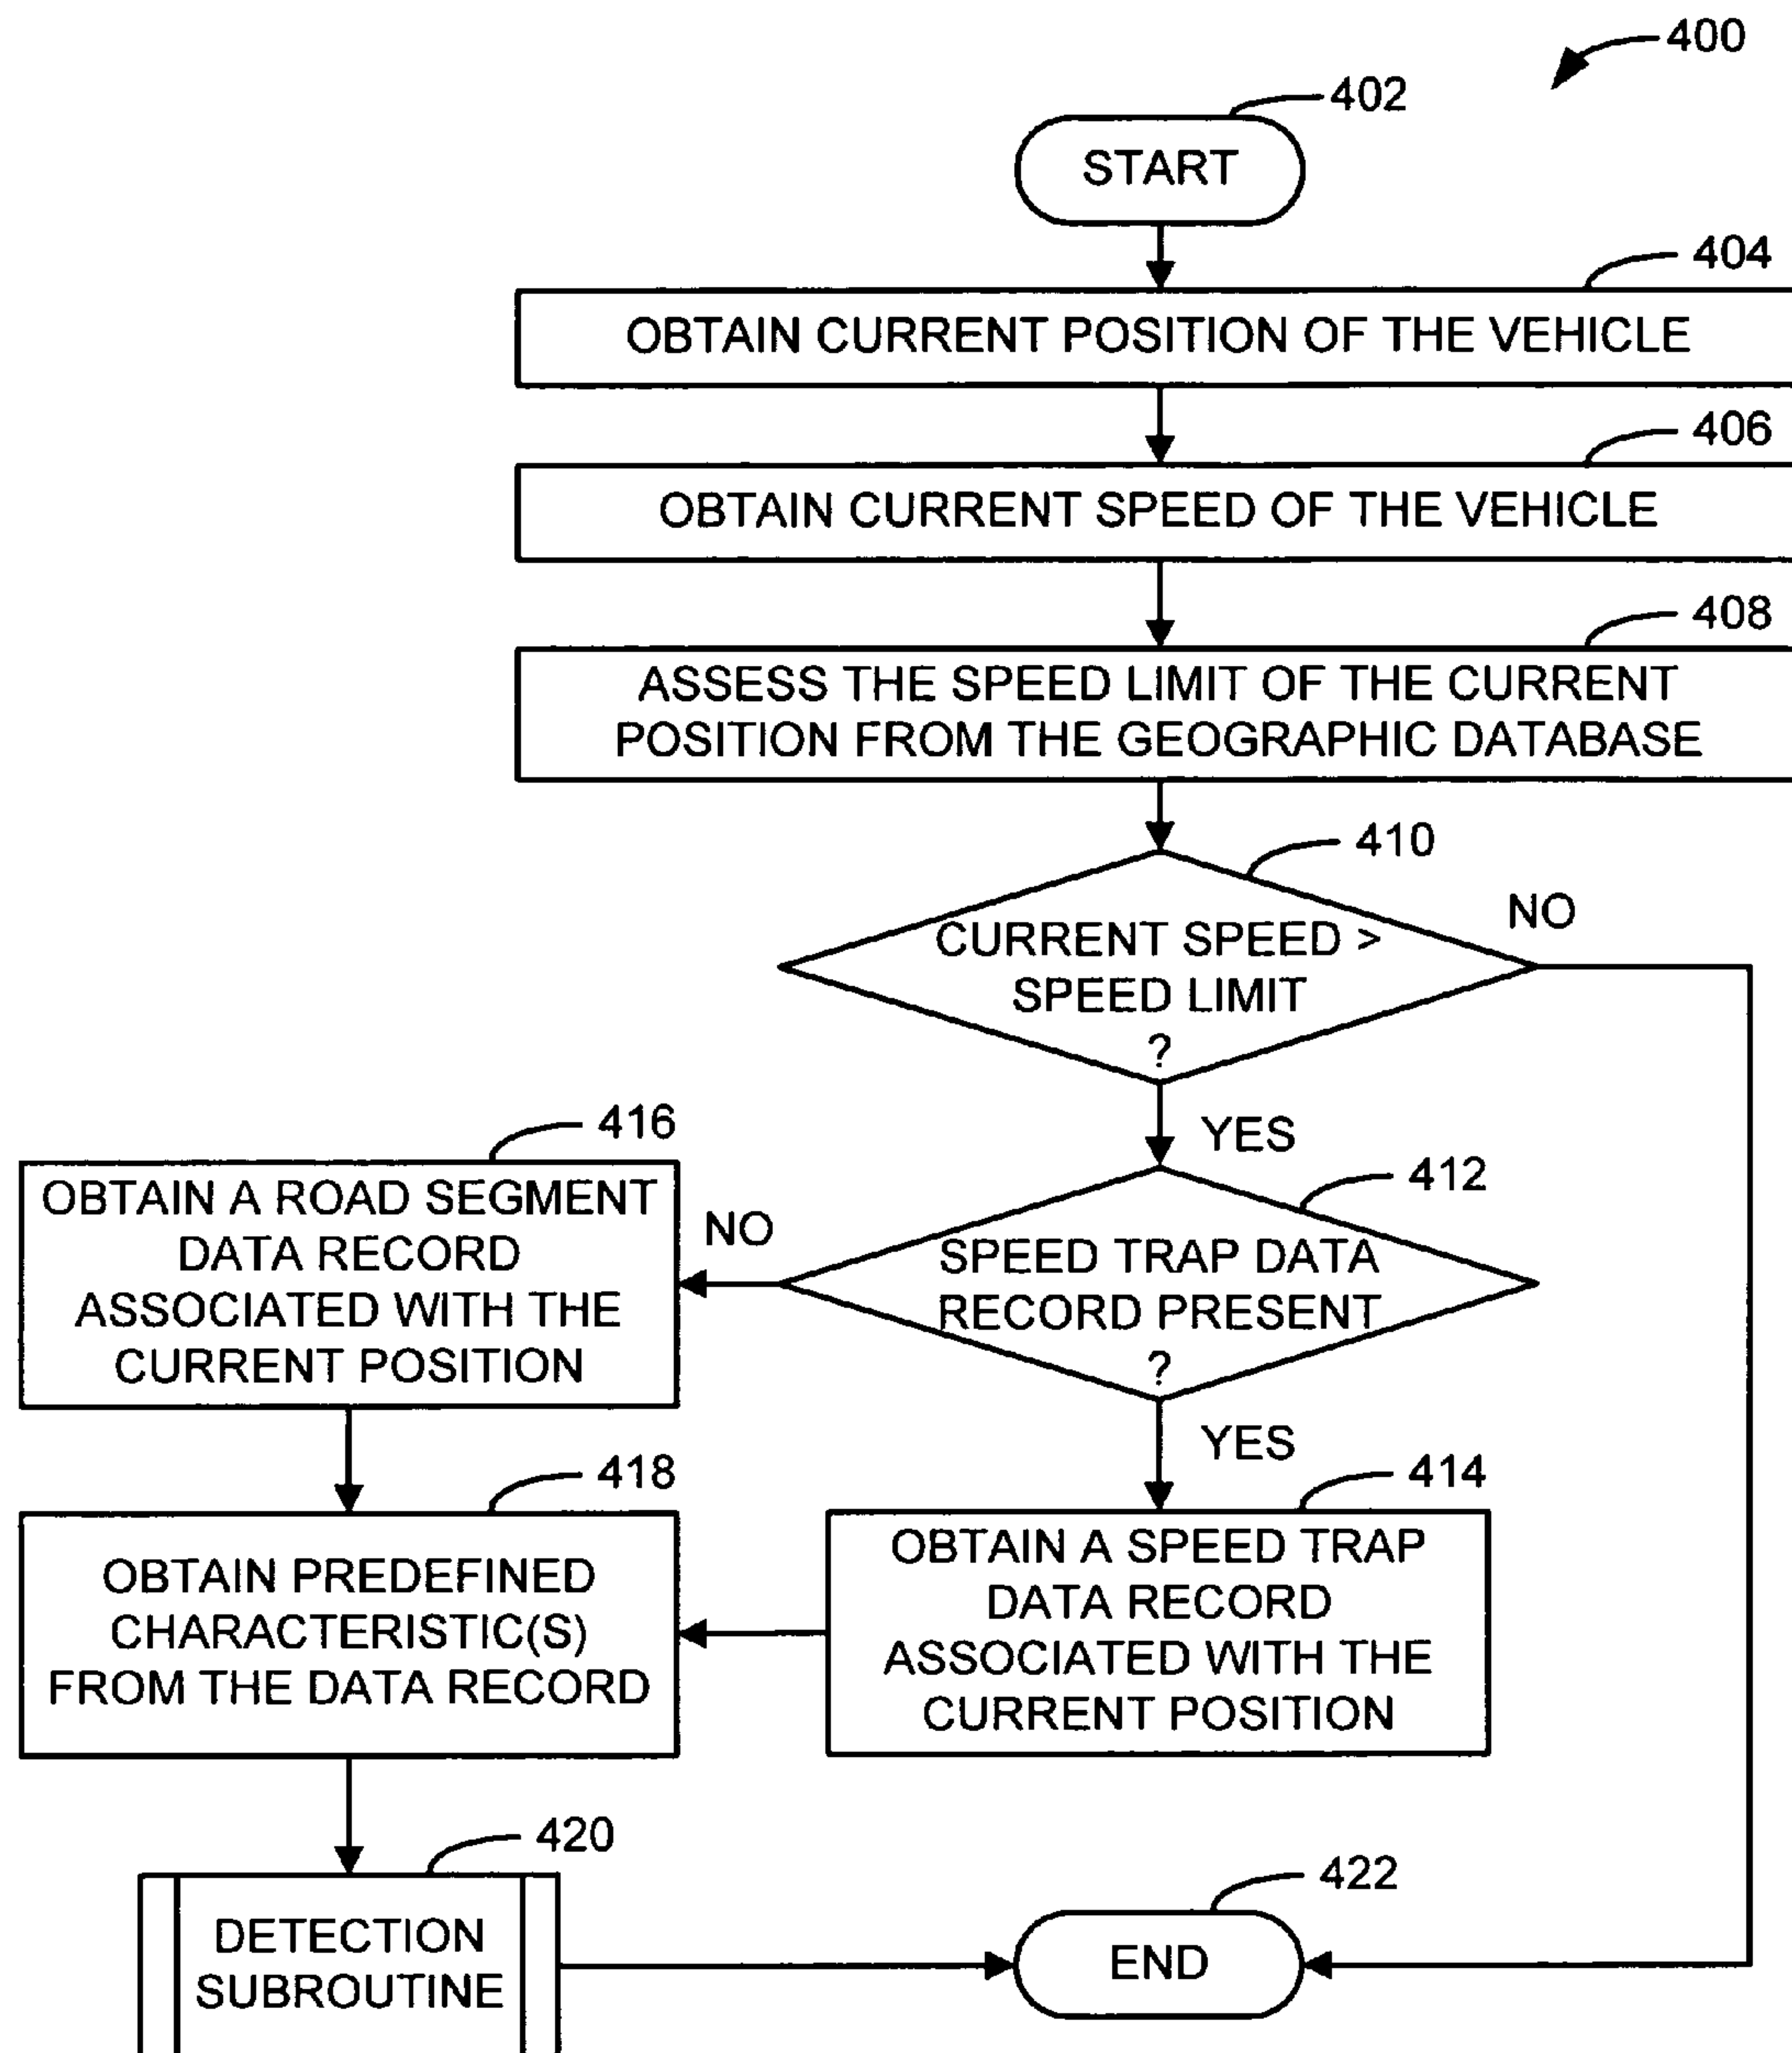 400
402
START
404
OBTAIN CURRENT POSITION OF THE VEHICLE
406
OBTAIN CURRENT SPEED OF THE VEHICLE
408
ASSESS THE SPEED LIMIT OF THE CURRENT
POSITION FROM THE GEOGRAPHIC DATABASE
410
CURRENT SPEED >
SPEED LIMIT
?
NO
YES
412
SPEED TRAP DATA
RECORD PRESENT
?
NO
416
OBTAIN A ROAD SEGMENT
DATA RECORD
ASSOCIATED WITH THE
CURRENT POSITION
YES
414
OBTAIN A SPEED TRAP
DATA RECORD
ASSOCIATED WITH THE
CURRENT POSITION
418
OBTAIN PREDEFINED
CHARACTERISTIC(S)
FROM THE DATA RECORD
420
DETECTION
SUBROUTINE
422
END